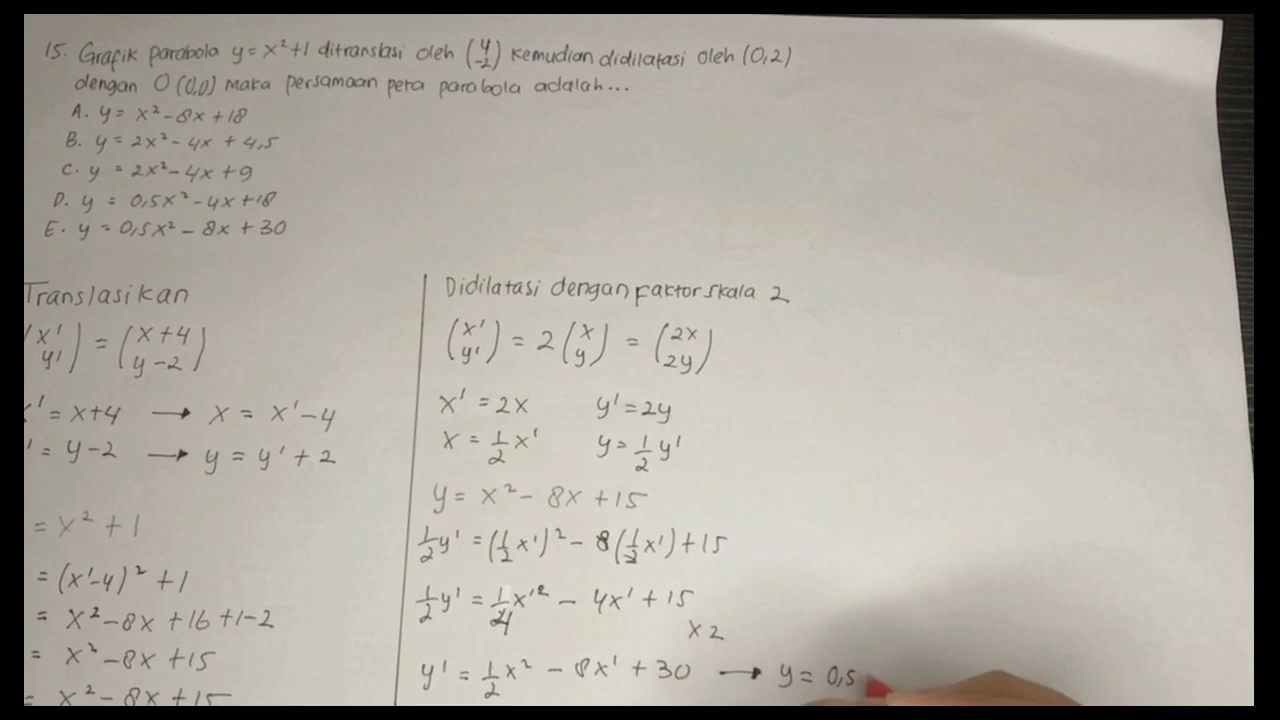 15. Grafik parabola y = x² + 1 ditranslasi oleh (4 -2) kemudian didilatasi oleh (0,2)
dengan O (0,0) maka persamaan peta parabola adalah...
A. y = x² - 8x + 18
B. y = 2x² - 4x + 4,5
C. y = 2x² - 4x + 9
D. y = 0,5x² - 4x + 18
E. y = 0,5x² - 8x + 30
Translasikan
(x' y') = (x+4 y-2)
x' = x+4 → x = x' - 4
' = y-2 → y = y' + 2
= x² + 1
= (x'-4)² + 1
= x² - 8x + 16 + 1 - 2
= x² - 8x + 15
= x² - 8x + 15
Didilatasi dengan faktor skala 2
(x' y') = 2 (x y) = (2x 2y)
x' = 2x y' = 2y
x = 1/2 x' y = 1/2 y'
y = x² - 8x + 15
1/2 y' = (1/2 x')² - 8 (1/2 x') + 15
1/2 y' = 1/4 x'² - 4x' + 15
x 2
y' = 1/2 x² - 8x' + 30 → y = 0,5